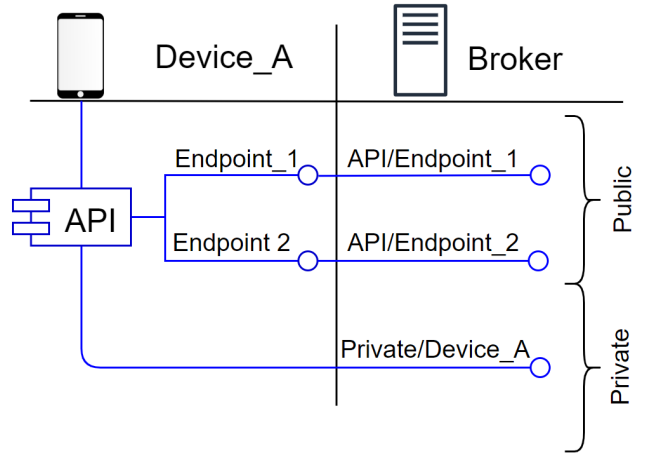 Device_A
Broker
Endpoint_1
API/Endpoint_1
API
Endpoint 2
API/Endpoint_2
Public
Private/Device_A
Private